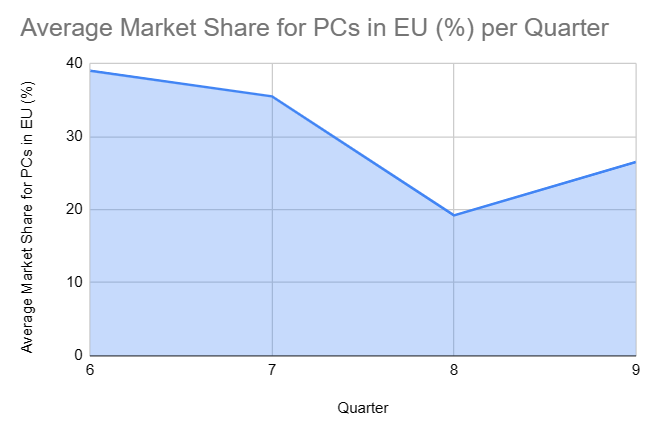 Average Market Share for PCs in EU (%) per Quarter
Average Market Share for PCs in EU (%)
40
30
20
10
0
6 7 8 9
Quarter